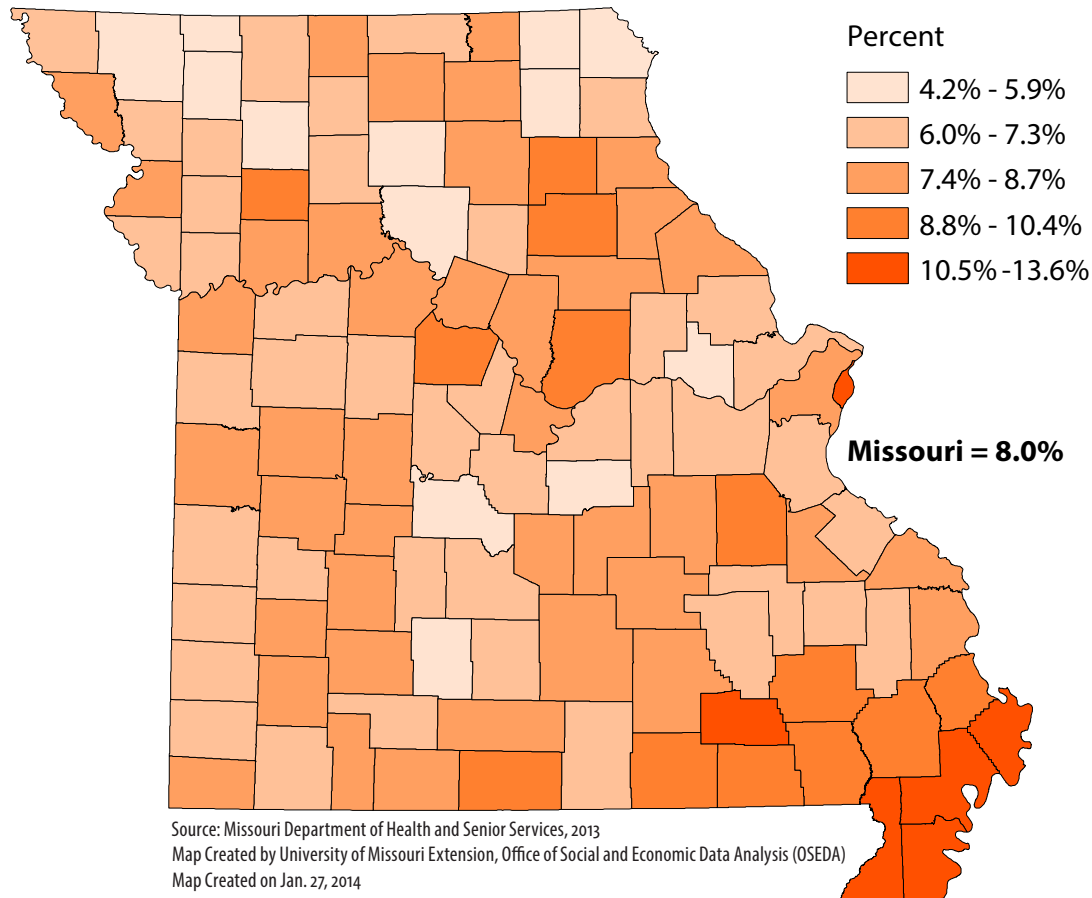 Percent
4.2% - 5.9%
6.0% - 7.3%
7.4% - 8.7%
8.8% - 10.4%
10.5% -13.6%
Missouri = 8.0%
Source: Missouri Department of Health and Senior Services, 2013
Map Created by University of Missouri Extension, Office of Social and Economic Data Analysis (OSEDA)
Map Created on Jan. 27, 2014